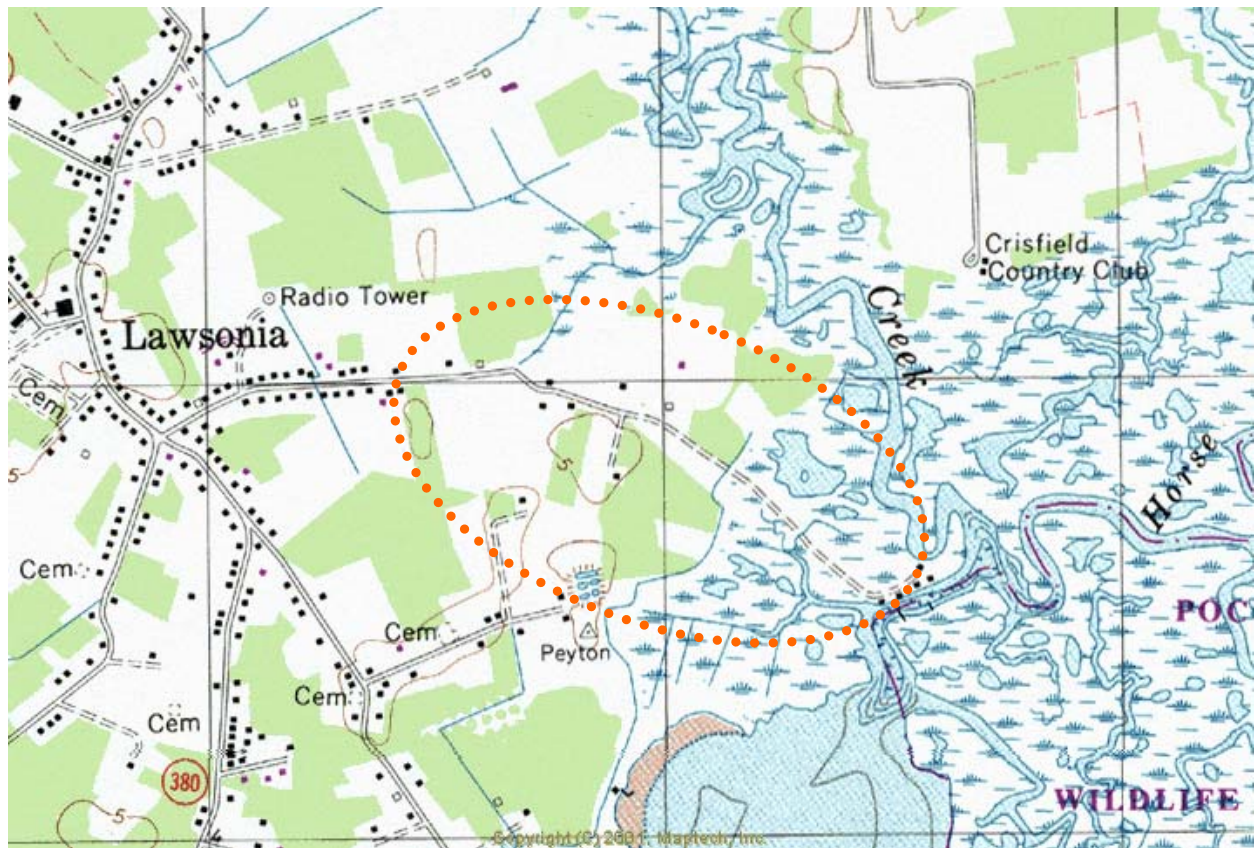 Crisfield
Country Club
Radio Tower
Creek
Lawsonia
Cem
5
5
Horse
Cem
POC
Cem
Peyton
Cem
Cem
380
WILDLIFE
5
Copyright (C) 2001, Maptech, Inc.